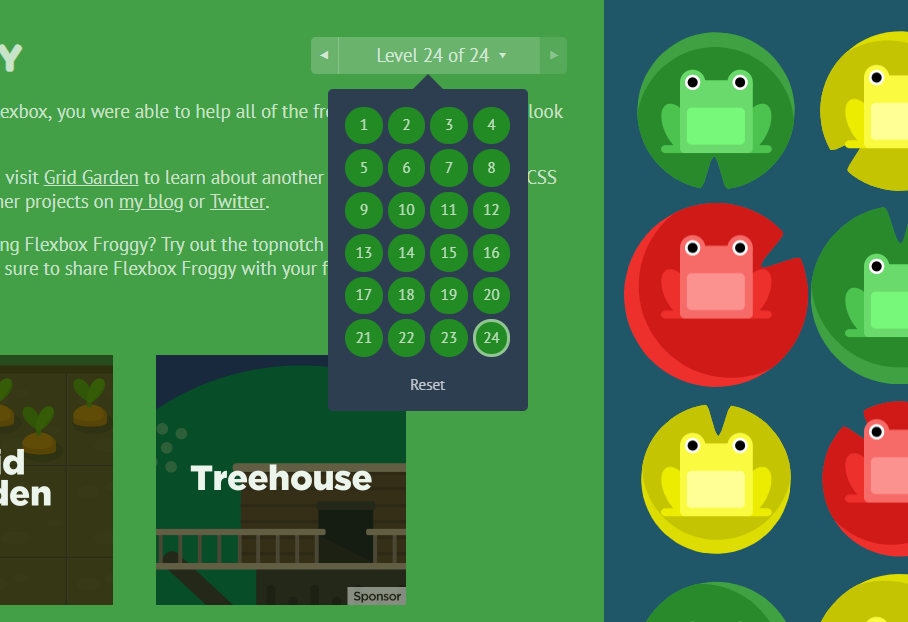 Y
◀ Level 24 of 24 ▼ ▶
exbox, you were able to help all of the fr look
1 2 3 4
5 6 7 8
visit Grid Garden to learn about another CSS
er projects on my blog or Twitter.
9 10 11 12
ng Flexbox Froggy? Try out the topnotch
13 14 15 16
sure to share Flexbox Froggy with your f
17 18 19 20
21 22 23 24
Reset
id
den
Treehouse
Sponsor